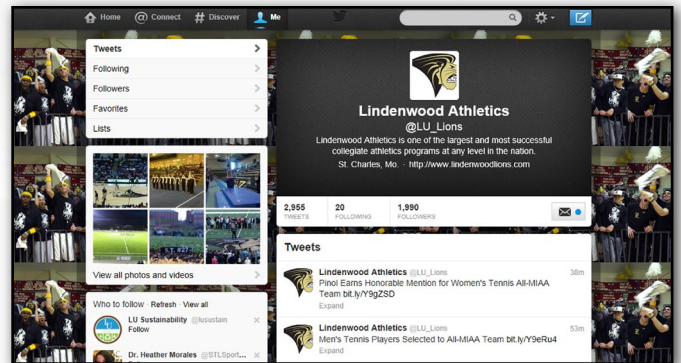 Home @ Connect # Discover Me
Tweets
Following
Followers
Favorites
Lists
View all photos and videos
Who to follow · Refresh · View all
LU Sustainability @lusustain
Follow
Dr. Heather Morales @STLSport...
Lindenwood Athletics
@LU_Lions
Lindenwood Athletics is one of the largest and most successful
collegiate athletics programs at any level in the nation.
St. Charles, Mo. · http://www.lindenwoodlions.com
2,955 20 1,990
TWEETS FOLLOWING FOLLOWERS
Tweets
Lindenwood Athletics @LU_Lions 38m
Pinol Earns Honorable Mention for Women's Tennis All-MIAA
Team bit.ly/Y9gZSD
Expand
Lindenwood Athletics @LU_Lions 53m
Men's Tennis Players Selected to All-MIAA Team bit.ly/Y9eRu4
Expand